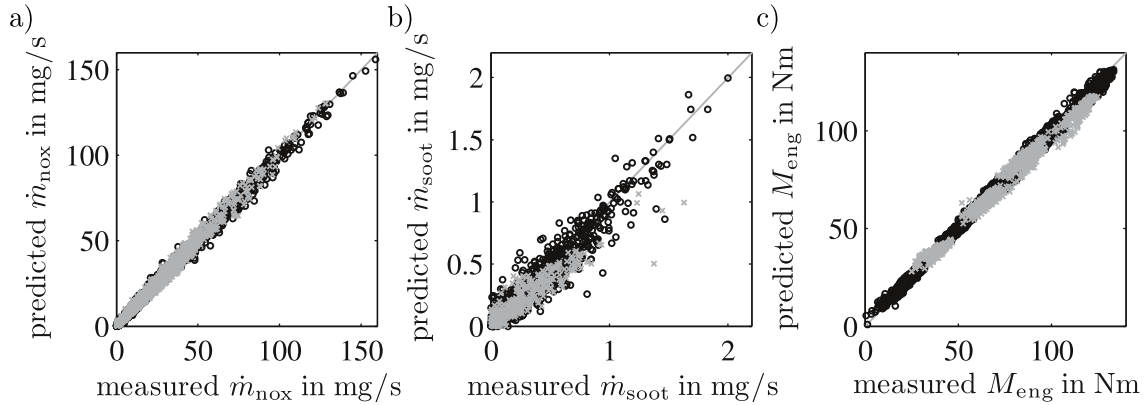 a)
predicted ṁnox in mg/s
150
100
50
0
0 50 100 150
measured ṁnox in mg/s
b)
predicted ṁsoot in mg/s
2
1.5
1
0.5
0
0 1 2
measured ṁsoot in mg/s
c)
predicted Meng in Nm
100
0
0 50 100
measured Meng in Nm